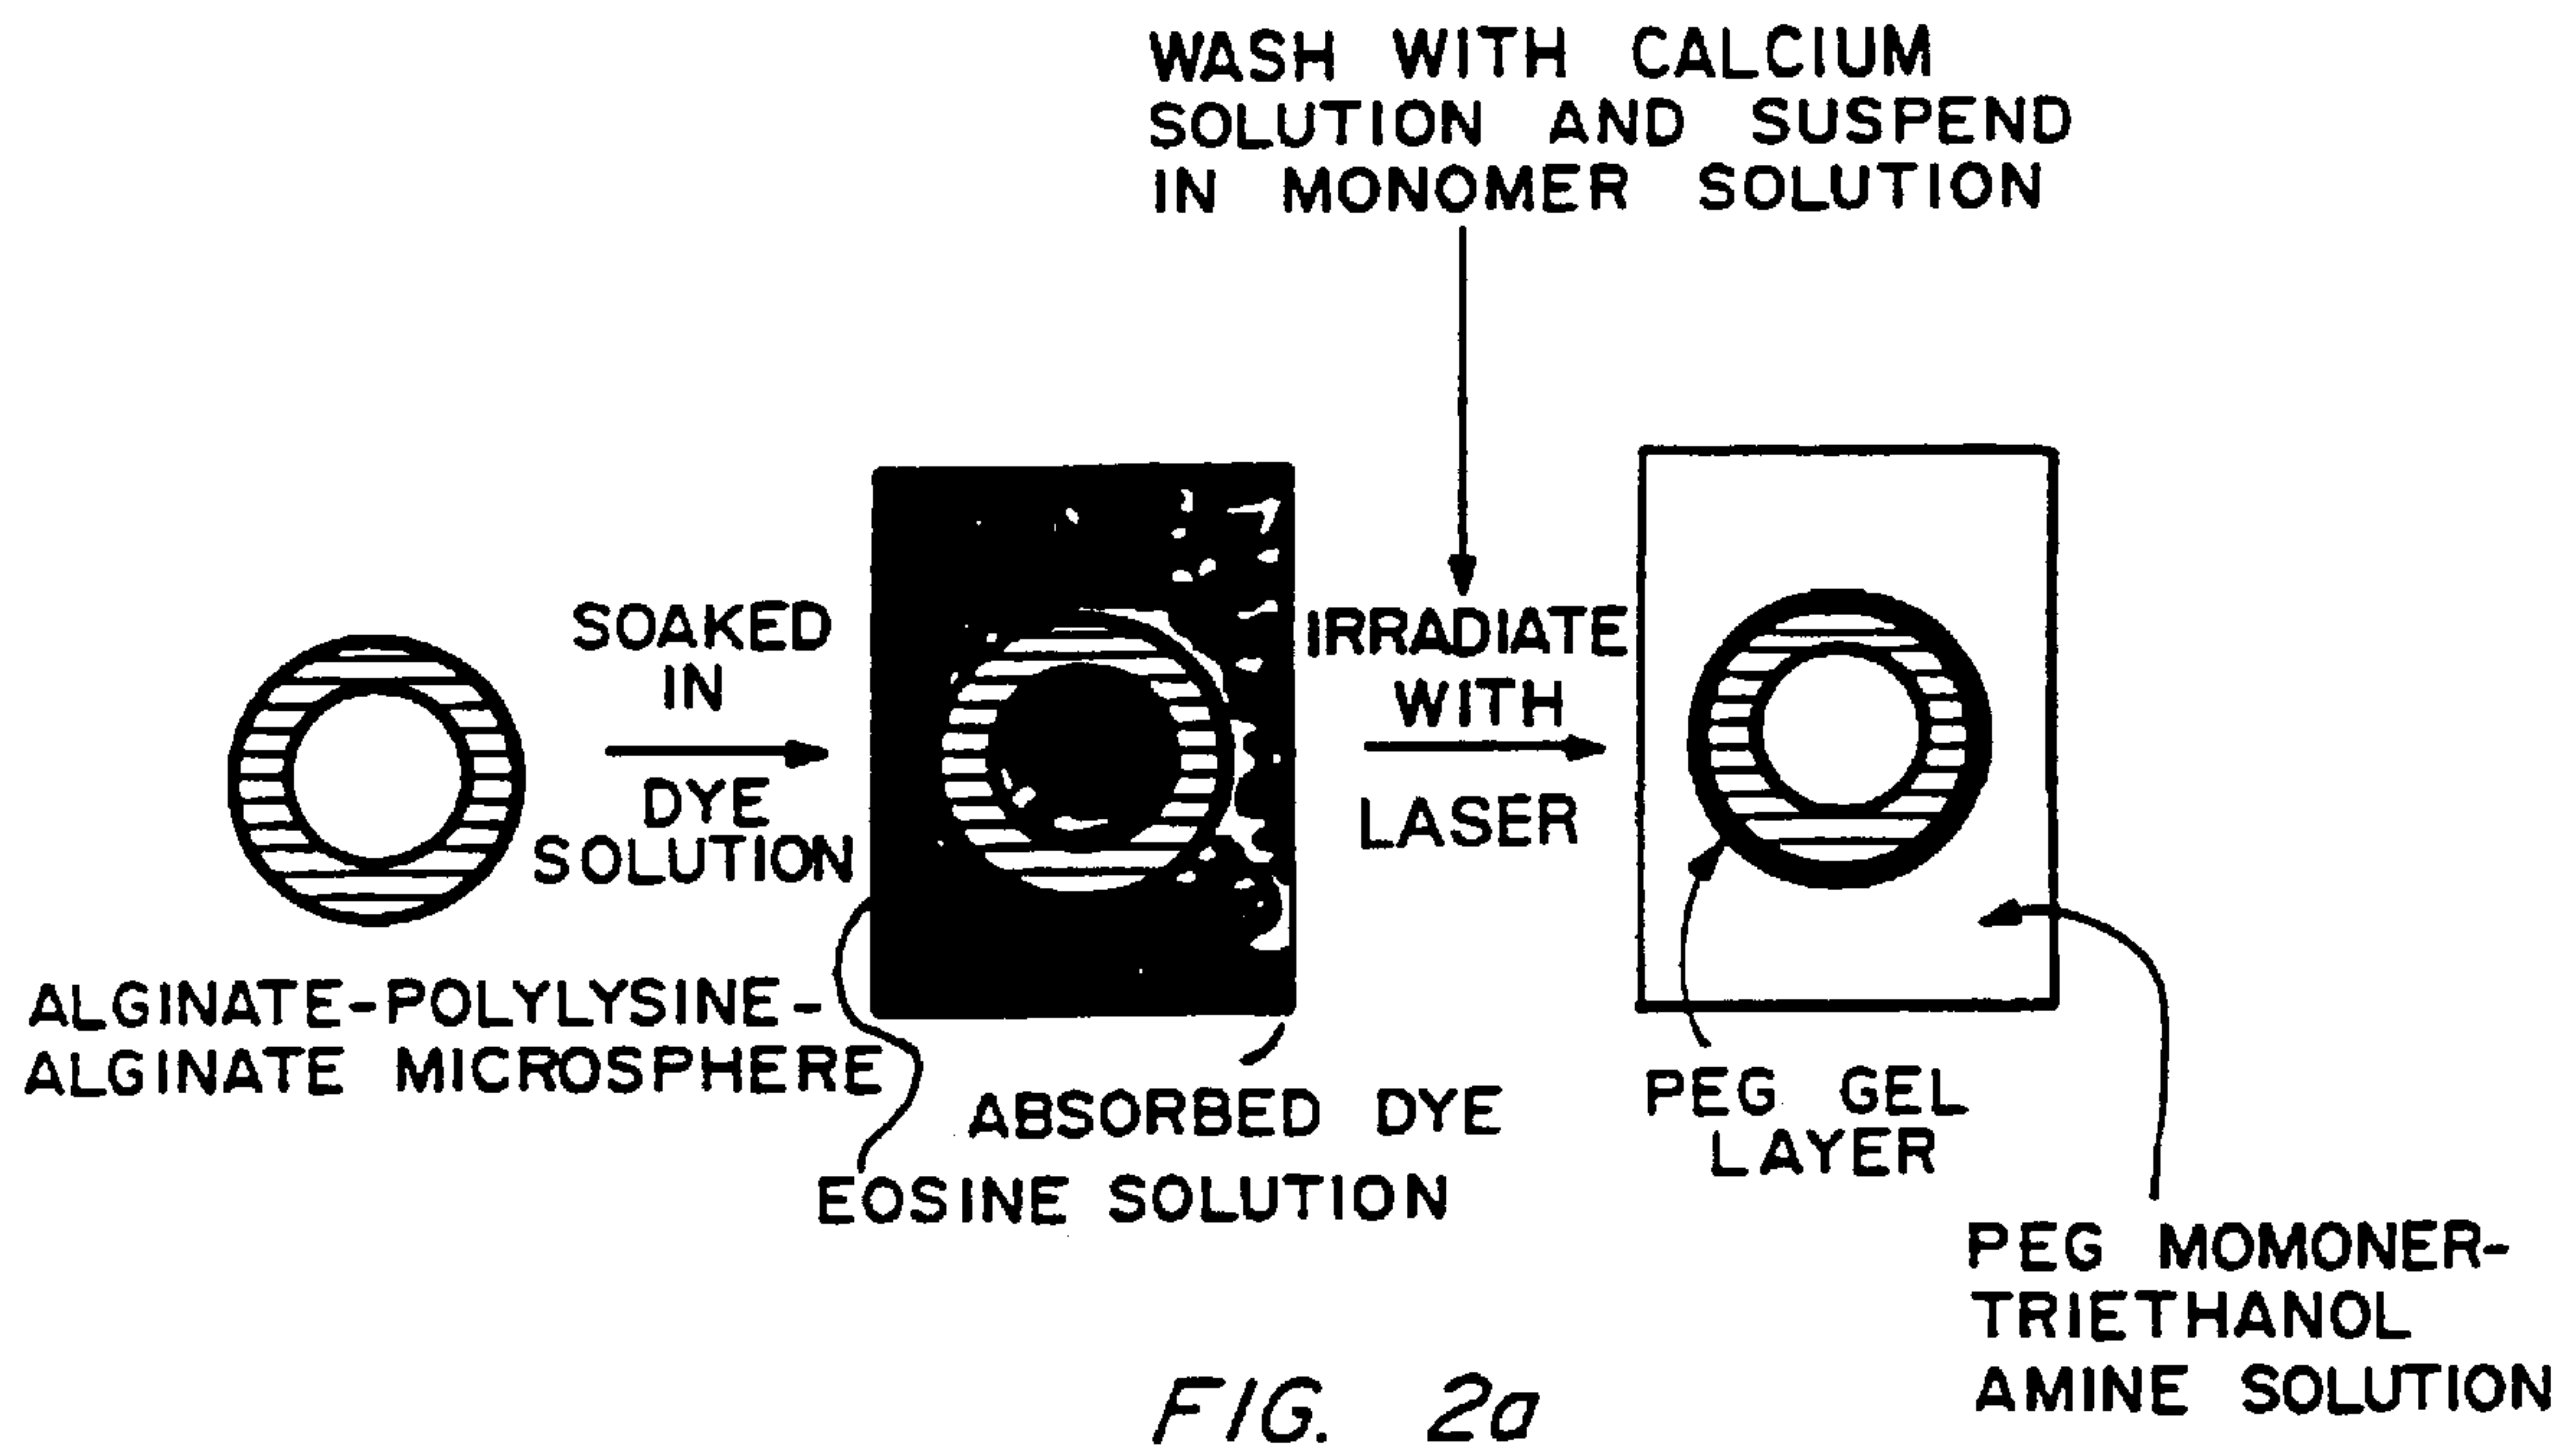 WASH WITH CALCIUM
SOLUTION AND SUSPEND
IN MONOMER SOLUTION
SOAKED
IN
DYE
SOLUTION
IRRADIATE
WITH
LASER
ALGINATE-POLYLYSINE-
ALGINATE MICROSPHERE
ABSORBED DYE
EOSINE SOLUTION
PEG GEL
LAYER
PEG MOMONER-
TRIETHANOL
AMINE SOLUTION
FIG. 2a